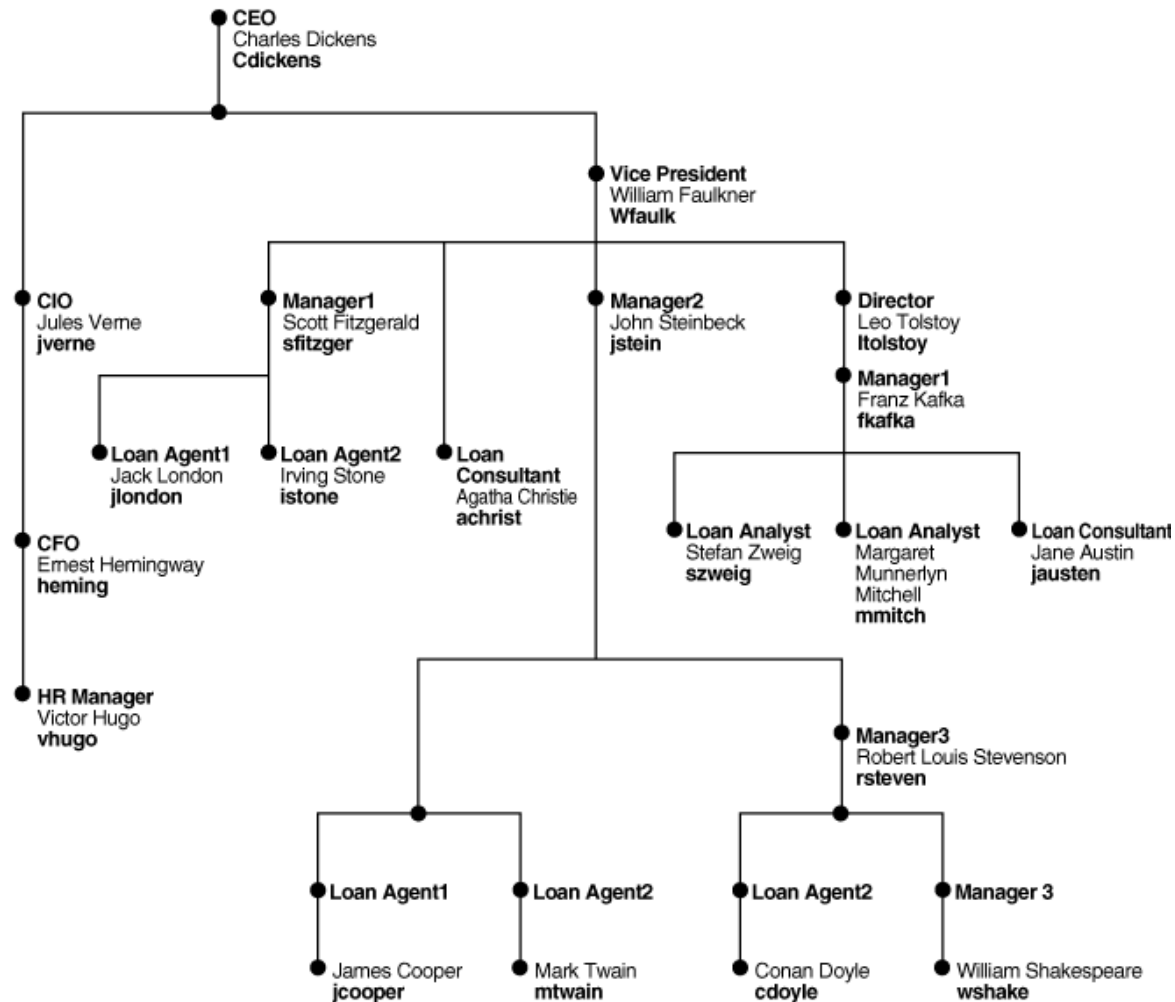 CEO
Charles Dickens
Cdickens
Vice President
William Faulkner
Wfaulk
CIO
Jules Verne
jverne
Manager1
Scott Fitzgerald
sfitzger
Manager2
John Steinbeck
jstein
Director
Leo Tolstoy
ltolstoy
Manager1
Franz Kafka
fkafka
Loan Agent1
Jack London
jlondon
Loan Agent2
Irving Stone
istone
Loan
Consultant
Agatha Christie
achrist
CFO
Ernest Hemingway
heming
Loan Analyst
Stefan Zweig
szweig
Loan Analyst
Margaret
Munnerlyn
Mitchell
mmitch
Loan Consultant
Jane Austin
jausten
HR Manager
Victor Hugo
vhugo
Manager3
Robert Louis Stevenson
rsteven
Loan Agent1
Loan Agent2
Loan Agent2
Manager 3
James Cooper
jcooper
Mark Twain
mtwain
Conan Doyle
cdoyle
William Shakespeare
wshake